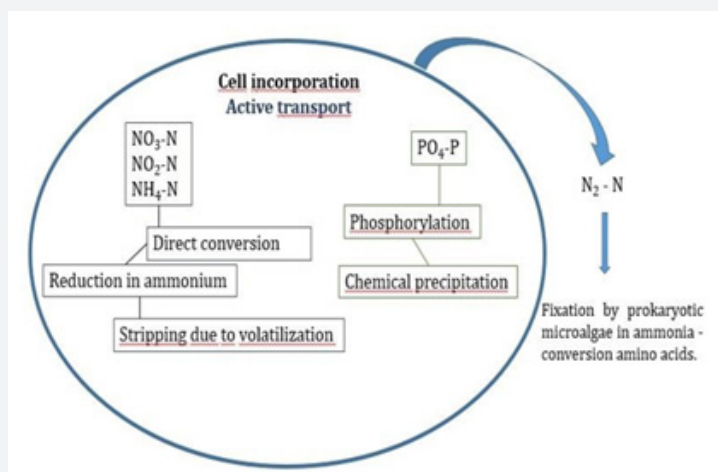 Cell incorporation
Active transport
NO₃-N
NO₂-N
NH₄-N
Direct conversion
Reduction in ammonium
Stripping due to volatilization
PO₄-P
Phosphorylation
Chemical precipitation
N₂ - N
Fixation by prokaryotic
microalgae in ammonia -
conversion amino acids.